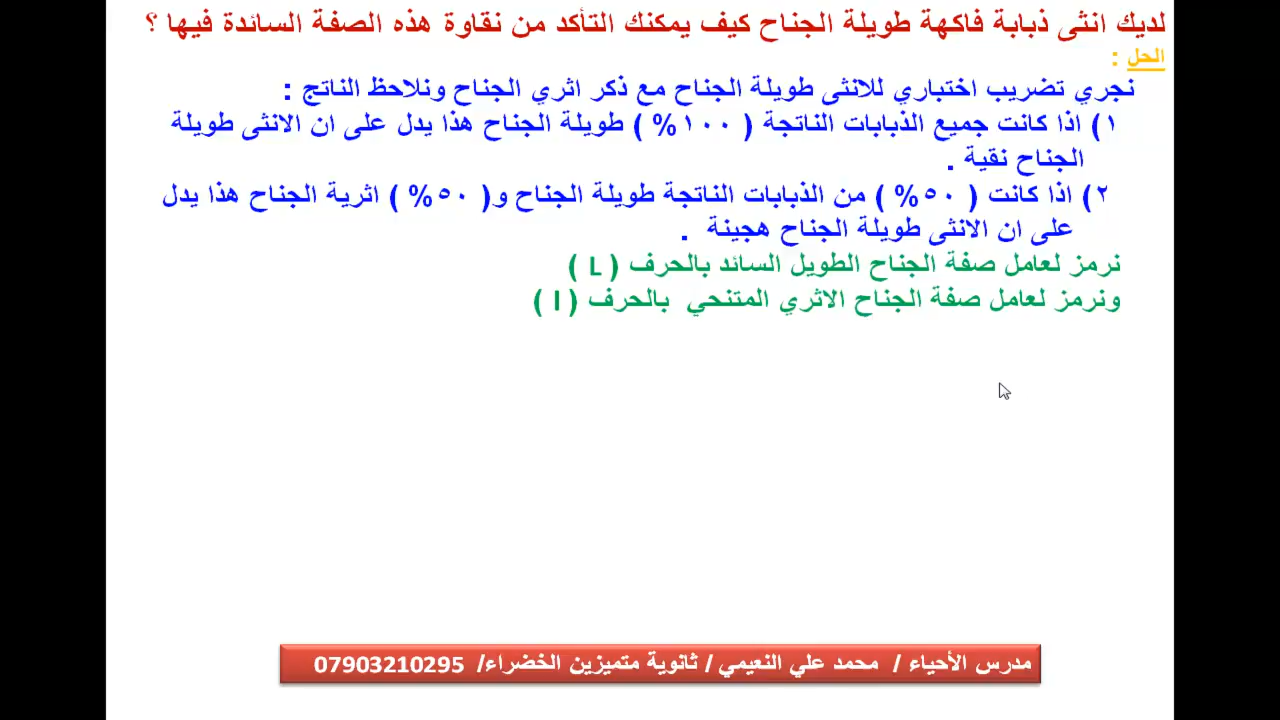 لديك انثى ذبابة فاكهة طويلة الجناح كيف يمكنك التأكد من نقاوة هذه الصفة السائدة فيها ؟
الحل :
نجري تضريب اختباري للانثى طويلة الجناح مع ذكر اثري الجناح ونلاحظ الناتج :
١) اذا كانت جميع الذبابات الناتجة ( ١٠٠% ) طويلة الجناح هذا يدل على ان الانثى طويلة
الجناح نقية .
٢) اذا كانت ( ٥٠% ) من الذبابات الناتجة طويلة الجناح و( ٥٠% ) اثرية الجناح هذا يدل
على ان الانثى طويلة الجناح هجينة .
نرمز لعامل صفة الجناح الطويل السائد بالحرف ( L )
ونرمز لعامل صفة الجناح الاثري المتنحي بالحرف ( l )
مدرس الأحياء / محمد علي النعيمي / ثانوية متميزين الخضراء/ 07903210295